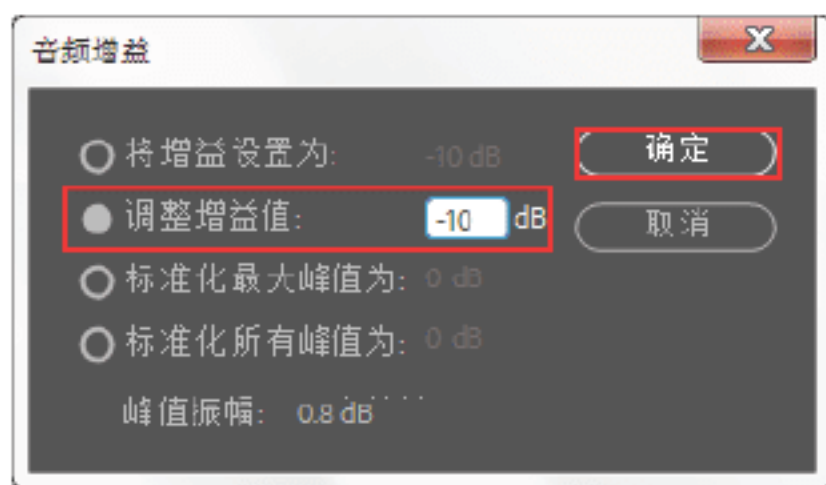 音频增益
将增益设置为: -10 dB 确定
调整增益值: -10 dB 取消
标准化最大峰值为: 0 dB
标准化所有峰值为: 0 dB
峰值振幅: 0.8 dB